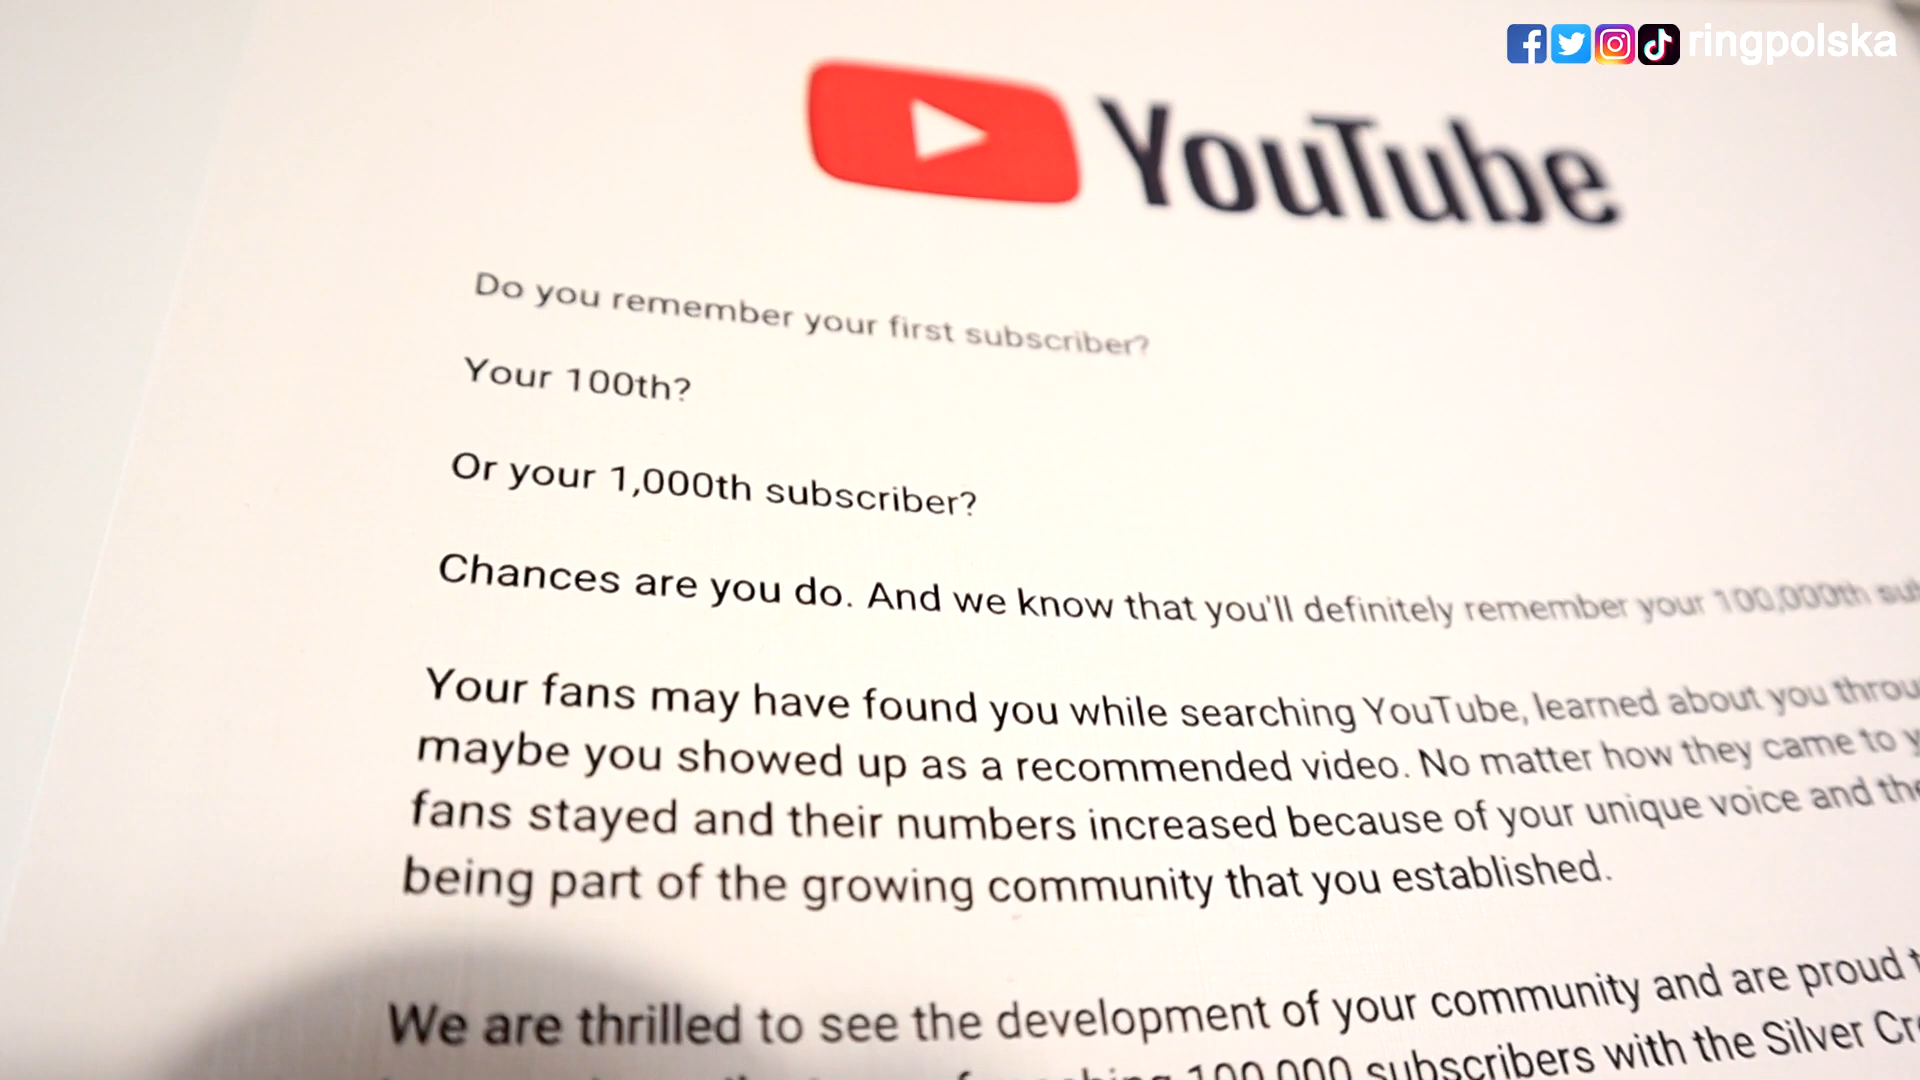 ringpolska
YouTube
Do you remember your first subscriber?
Your 100th?
Or your 1,000th subscriber?
Chances are you do. And we know that you'll definitely remember your 100,000th
Your fans may have found you while searching YouTube, learned about you
maybe you showed up as a recommended video. No matter how they came to
fans stayed and their numbers increased because of your unique voice and
being part of the growing community that you established.
We are thrilled to see the development of your community and are proud
100,000 subscribers with the Silver